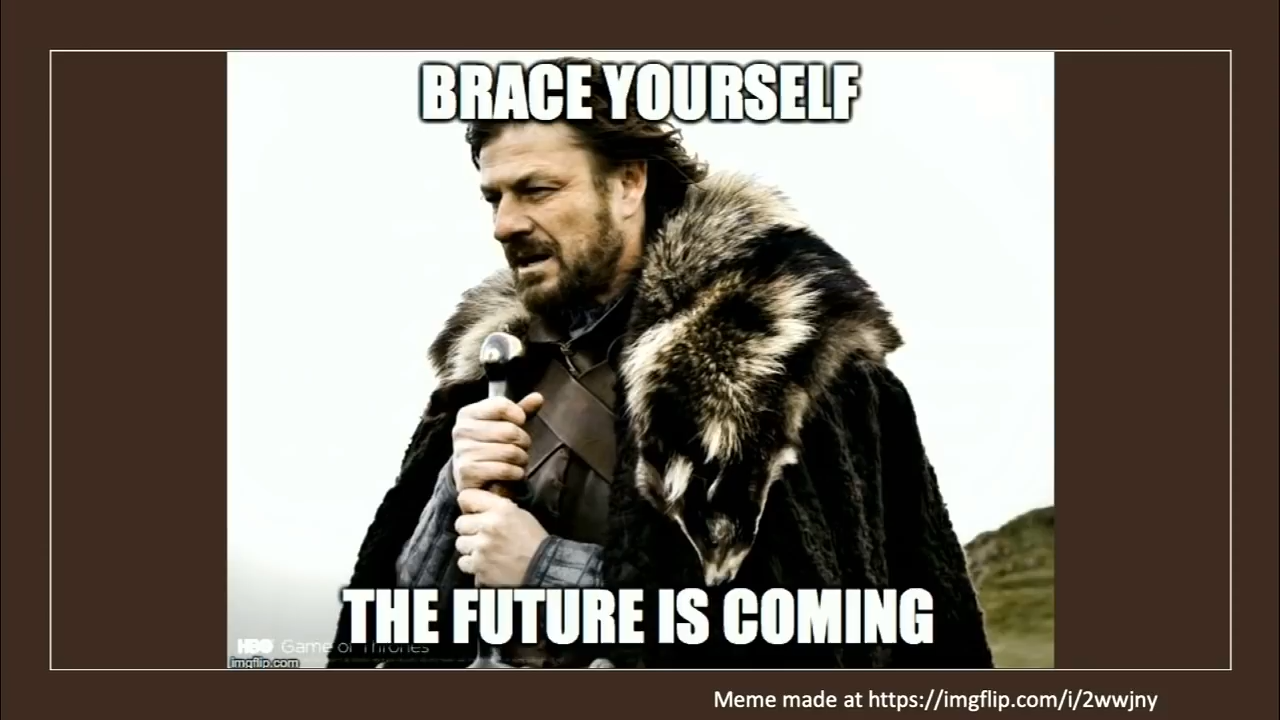 BRACE YOURSELF
THE FUTURE IS COMING
HBO Game of Thrones
imgflip.com
Meme made at https://imgflip.com/i/2wwjny